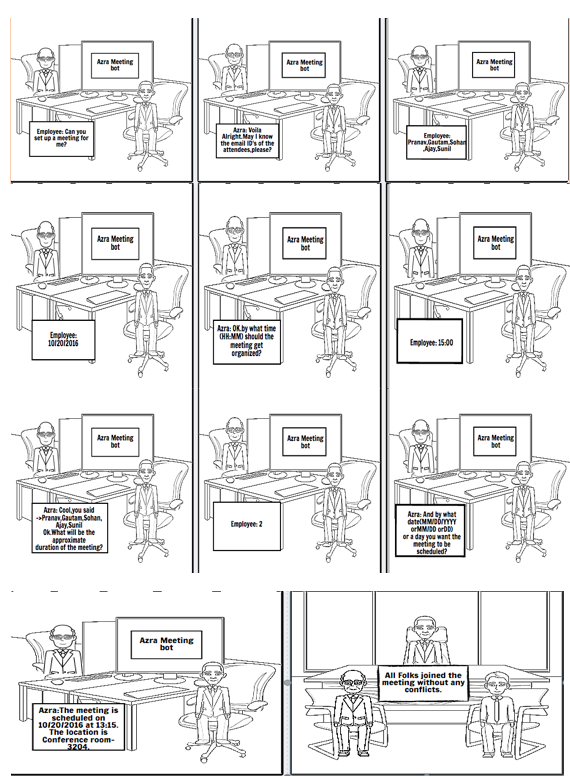 Azra Meeting
bot
Employee: Can you
set up a meeting for
me?
Azra Meeting
bot
Azra: Voila
Alright.May I know
the email ID's of the
attendees,please?
Azra Meeting
bot
Employee:
Pranav,Gautam,Sohan
,Ajay,Sunil
Azra Meeting
bot
Employee:
10/20/2016
Azra Meeting
bot
Azra: OK.by what time
(HH:MM) should the
meeting get
organized?
Azra Meeting
bot
Employee: 15:00
Azra Meeting
bot
Azra: Cool,you said
->Pranav,Gautam,Sohan,
Ajay,Sunil
Ok.What will be the
approximate
duration of the meeting?
Azra Meeting
bot
Employee: 2
Azra Meeting
bot
Azra: And by what
date(MM/DD/YYYY
orMM/DD orDD)
or a day you want the
meeting to be
scheduled?
Azra Meeting
bot
Azra:The meeting is
scheduled on
10/20/2016 at 13:15.
The location is
Conference room-
3204.
All Folks joined the
meeting without any
conflicts.